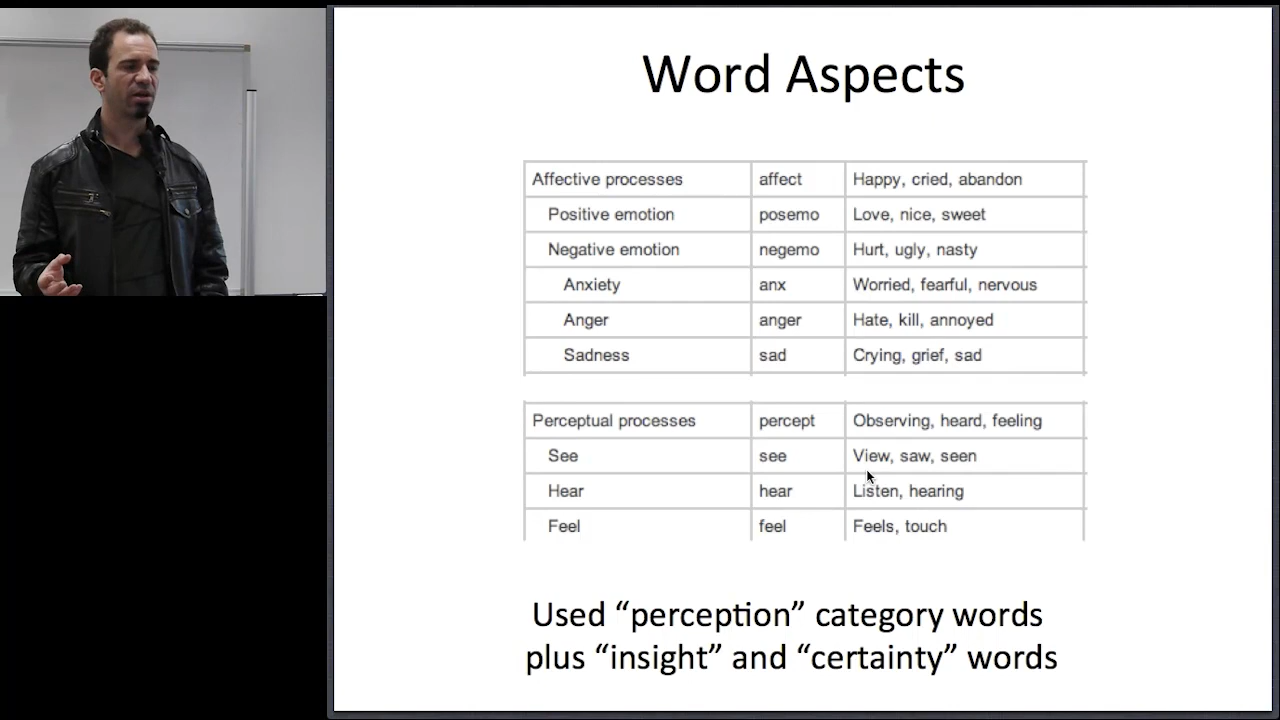 Word Aspects
Affective processes affect Happy, cried, abandon
Positive emotion posemo Love, nice, sweet
Negative emotion negemo Hurt, ugly, nasty
Anxiety anx Worried, fearful, nervous
Anger anger Hate, kill, annoyed
Sadness sad Crying, grief, sad
Perceptual processes percept Observing, heard, feeling
See see View, saw, seen
Hear hear Listen, hearing
Feel feel Feels, touch
Used “perception” category words
plus “insight” and “certainty” words